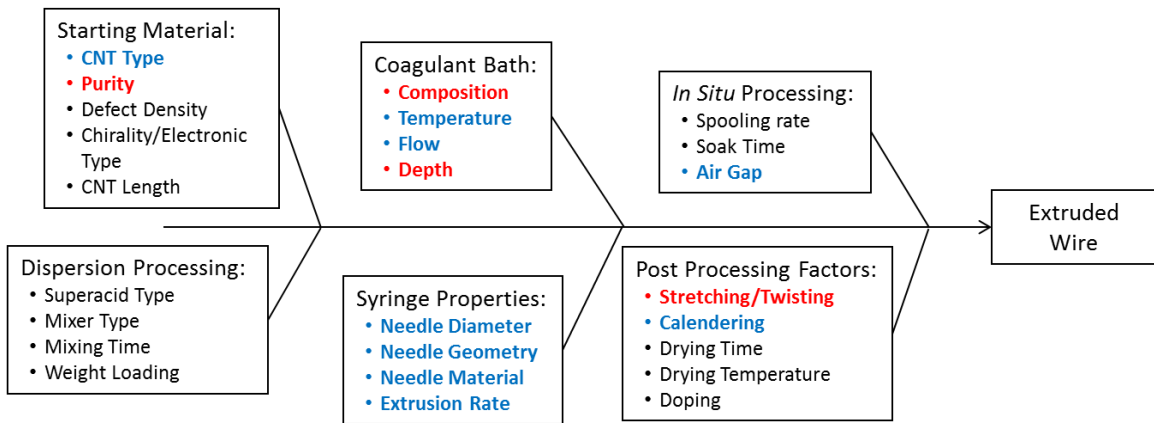 Starting Material:
• CNT Type
• Purity
• Defect Density
• Chirality/Electronic
Type
• CNT Length
Coagulant Bath:
• Composition
• Temperature
• Flow
• Depth
In Situ Processing:
• Spooling rate
• Soak Time
• Air Gap
Extruded
Wire
Dispersion Processing:
• Superacid Type
• Mixer Type
• Mixing Time
• Weight Loading
Syringe Properties:
• Needle Diameter
• Needle Geometry
• Needle Material
• Extrusion Rate
Post Processing Factors:
• Stretching/Twisting
• Calendering
• Drying Time
• Drying Temperature
• Doping